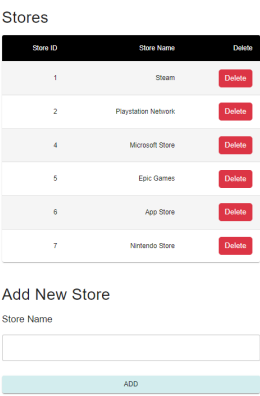 Stores
Store ID Store Name Delete
1 Steam Delete
2 Playstation Network Delete
4 Microsoft Store Delete
5 Epic Games Delete
6 App Store Delete
7 Nintendo Store Delete
Add New Store
Store Name
ADD